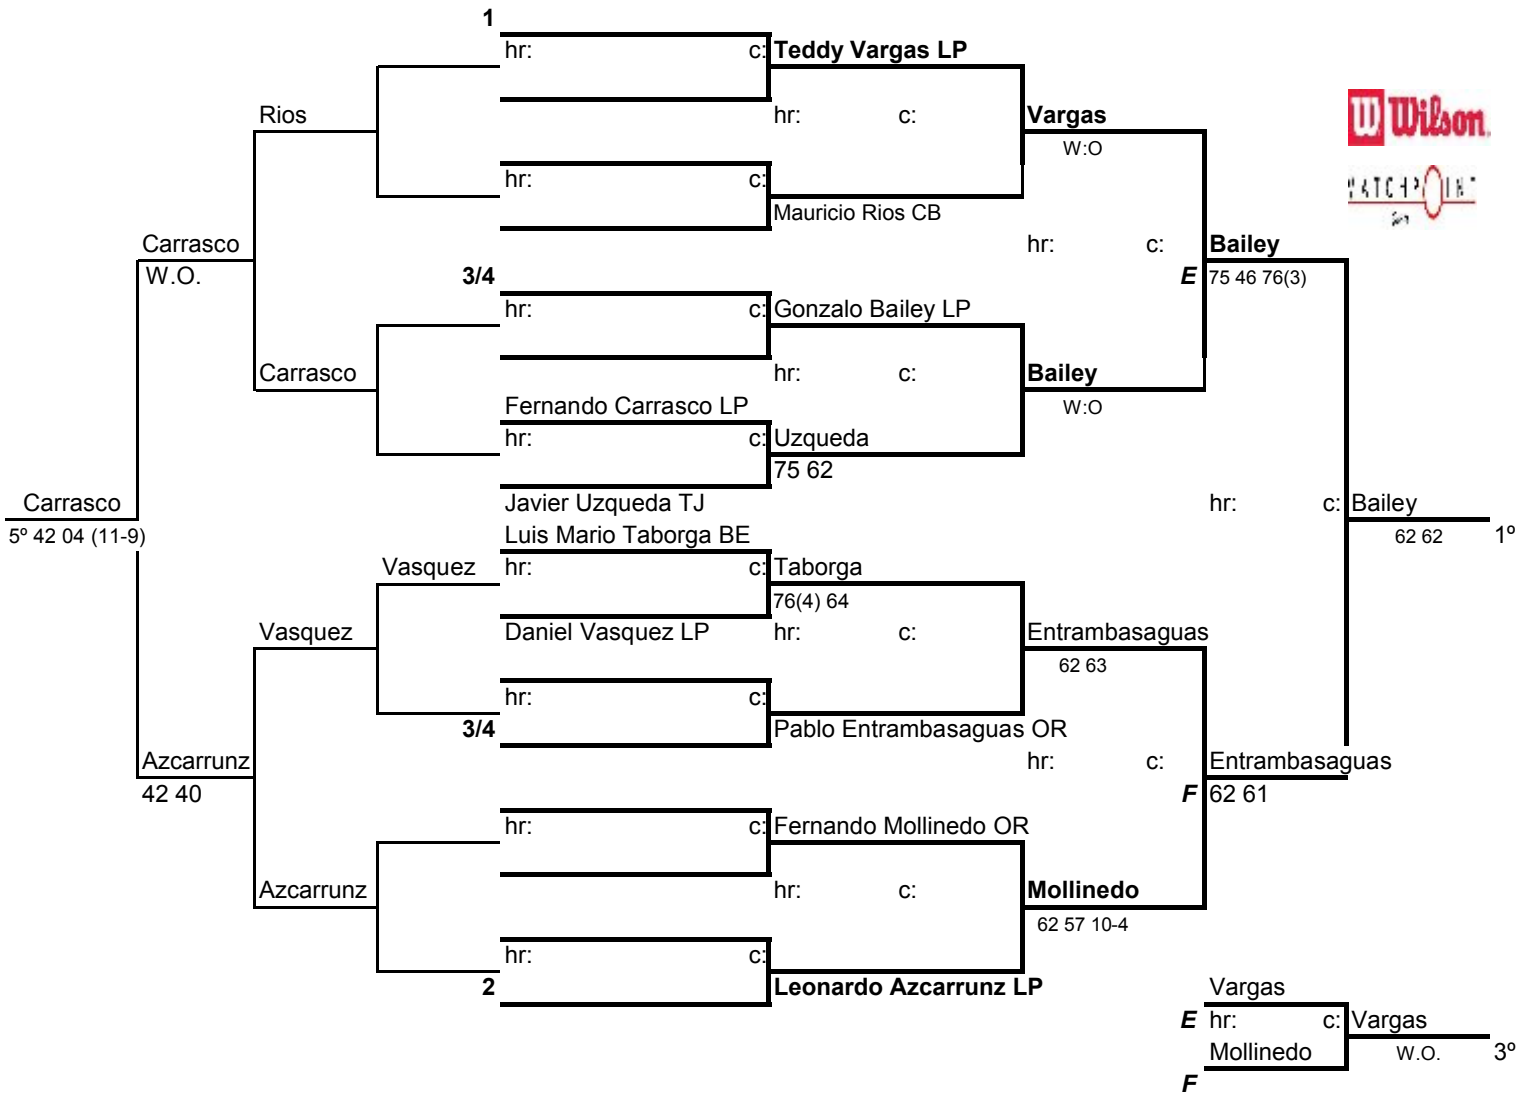 1
hr: c: Teddy Vargas LP
Rios hr: c: Vargas
W:O
Wilson
hr: c:
Mauricio Rios CB
Carrasco hr: c: Bailey
W.O. 3/4 E 75 46 76(3)
hr: c: Gonzalo Bailey LP
Carrasco hr: c: Bailey
Fernando Carrasco LP W:O
hr: c: Uzqueda
75 62
Carrasco Javier Uzqueda TJ hr: c: Bailey
5º 42 04 (11-9) Luis Mario Taborga BE 62 62 1º
Vasquez hr: c: Taborga
76(4) 64
Vasquez Daniel Vasquez LP hr: c: Entrambasaguas
62 63
hr: c:
3/4 Pablo Entrambasaguas OR
Azcarrunz hr: c: Entrambasaguas
42 40 F 62 61
hr: c: Fernando Mollinedo OR
Azcarrunz hr: c: Mollinedo
62 57 10-4
hr: c:
2 Leonardo Azcarrunz LP Vargas
E hr: c: Vargas
Mollinedo W.O. 3º
F